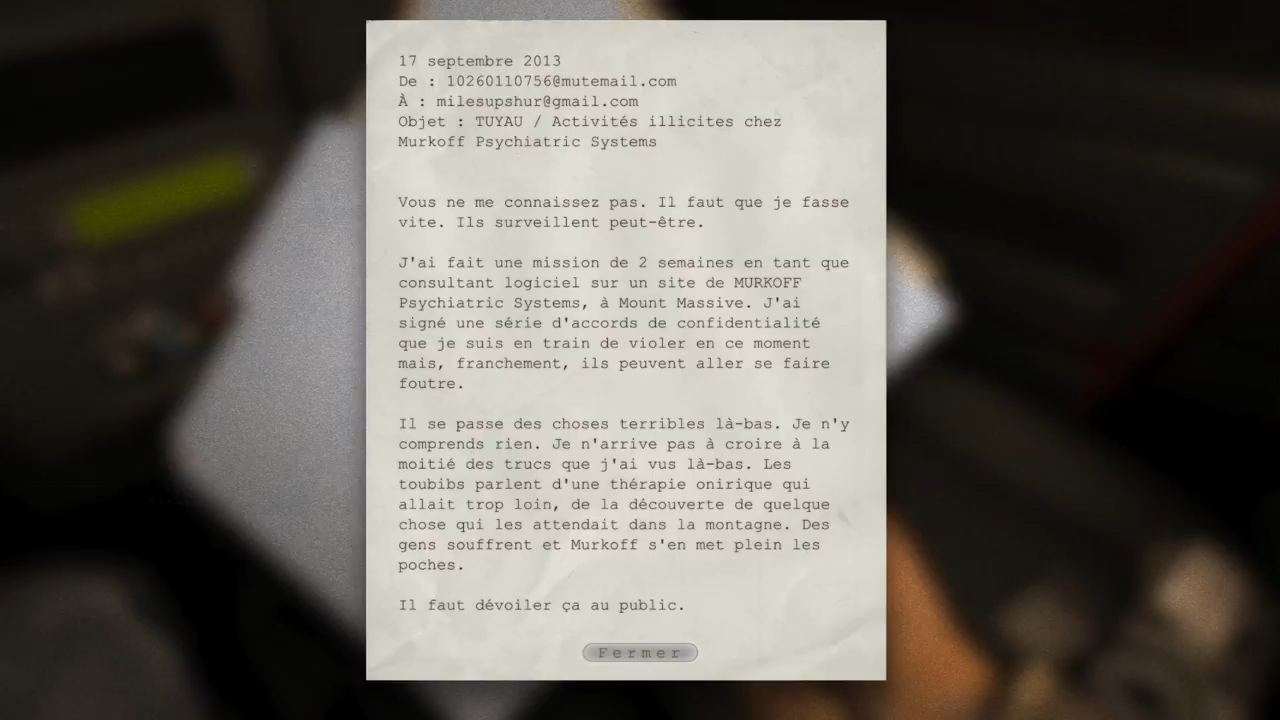 17 septembre 2013
De : 10260110756@mutemail.com
À : milesupshur@gmail.com
Objet : TUYAU / Activités illicites chez
Murkoff Psychiatric Systems
Vous ne me connaissez pas. Il faut que je fasse
vite. Ils surveillent peut-être.
J'ai fait une mission de 2 semaines en tant que
consultant logiciel sur un site de MURKOFF
Psychiatric Systems, à Mount Massive. J'ai
signé une série d'accords de confidentialité
que je suis en train de violer en ce moment
mais, franchement, ils peuvent aller se faire
foutre.
Il se passe des choses terribles là-bas. Je n'y
comprends rien. Je n'arrive pas à croire à la
moitié des trucs que j'ai vus là-bas. Les
toubibs parlent d'une thérapie onirique qui
allait trop loin, de la découverte de quelque
chose qui les attendait dans la montagne. Des
gens souffrent et Murkoff s'en met plein les
poches.
Il faut dévoiler ça au public.
Fermer